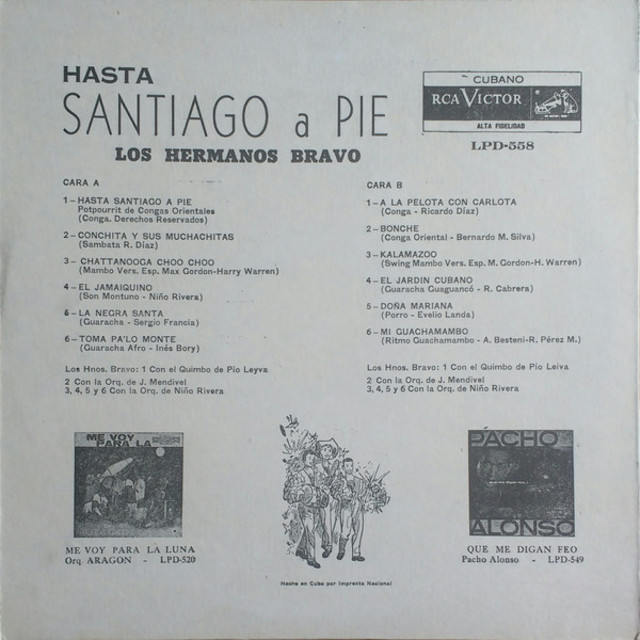 HASTA
SANTIAGO a PIE
LOS HERMANOS BRAVO
CUBANO
RCA VICTOR
ALTA FIDELIDAD
LPD-558
CARA A
1-HASTA SANTIAGO A PIE
Potpourrit de Congas Orientales
(Conga. Derechos Reservados)
2-CONCHITA Y SUS MUCHACHITAS
(Sambata R. Díaz)
3-CHATTANOOGA CHOO CHOO
(Mambo Vers. Esp. Max Gordon-Harry Warren)
4-EL JAMAIQUINO
(Son Montuno - Niño Rivera)
5-LA NEGRA SANTA
(Guaracha - Sergio Francia)
6-TOMA PA'LO MONTE
(Guaracha Afro - Inés Bory)
Los Hnos. Bravo: 1 Con el Quimbo de Pío Leyva
2 Con la Orq. de J. Mendivel
3, 4, 5 y 6 Con la Orq. de Niño Rivera
CARA B
1-A LA PELOTA CON CARLOTA
(Conga - Ricardo Díaz)
2-BONCHE
(Conga Oriental - Bernardo M. Silva)
3-KALAMAZOO
(Swing Mambo Vers. Esp. M. Gordon-H. Warren)
4-EL JARDIN CUBANO
(Guaracha Guaguancó - R. Cabrera)
5-DOÑA MARIANA
(Porro - Evelio Landa)
6-MI GUACHAMAMBO
(Ritmo Guachamambo - A. Besteni-R. Pérez M.)
Los Hnos. Bravo: 1 Con el Quimbo de Pío Leiva
2 Con la Orq. de J. Mendivel
3, 4, 5 y 6 Con la Orq. de Niño Rivera
ME VOY
PARA LA
ME VOY PARA LA LUNA
Orq ARAGON - LPD-520
Hecho en Cuba por Imprenta Nacional
PACHO
ALONSO
QUE ME DIGAN FEO
Pacho Alonso - LPD-549